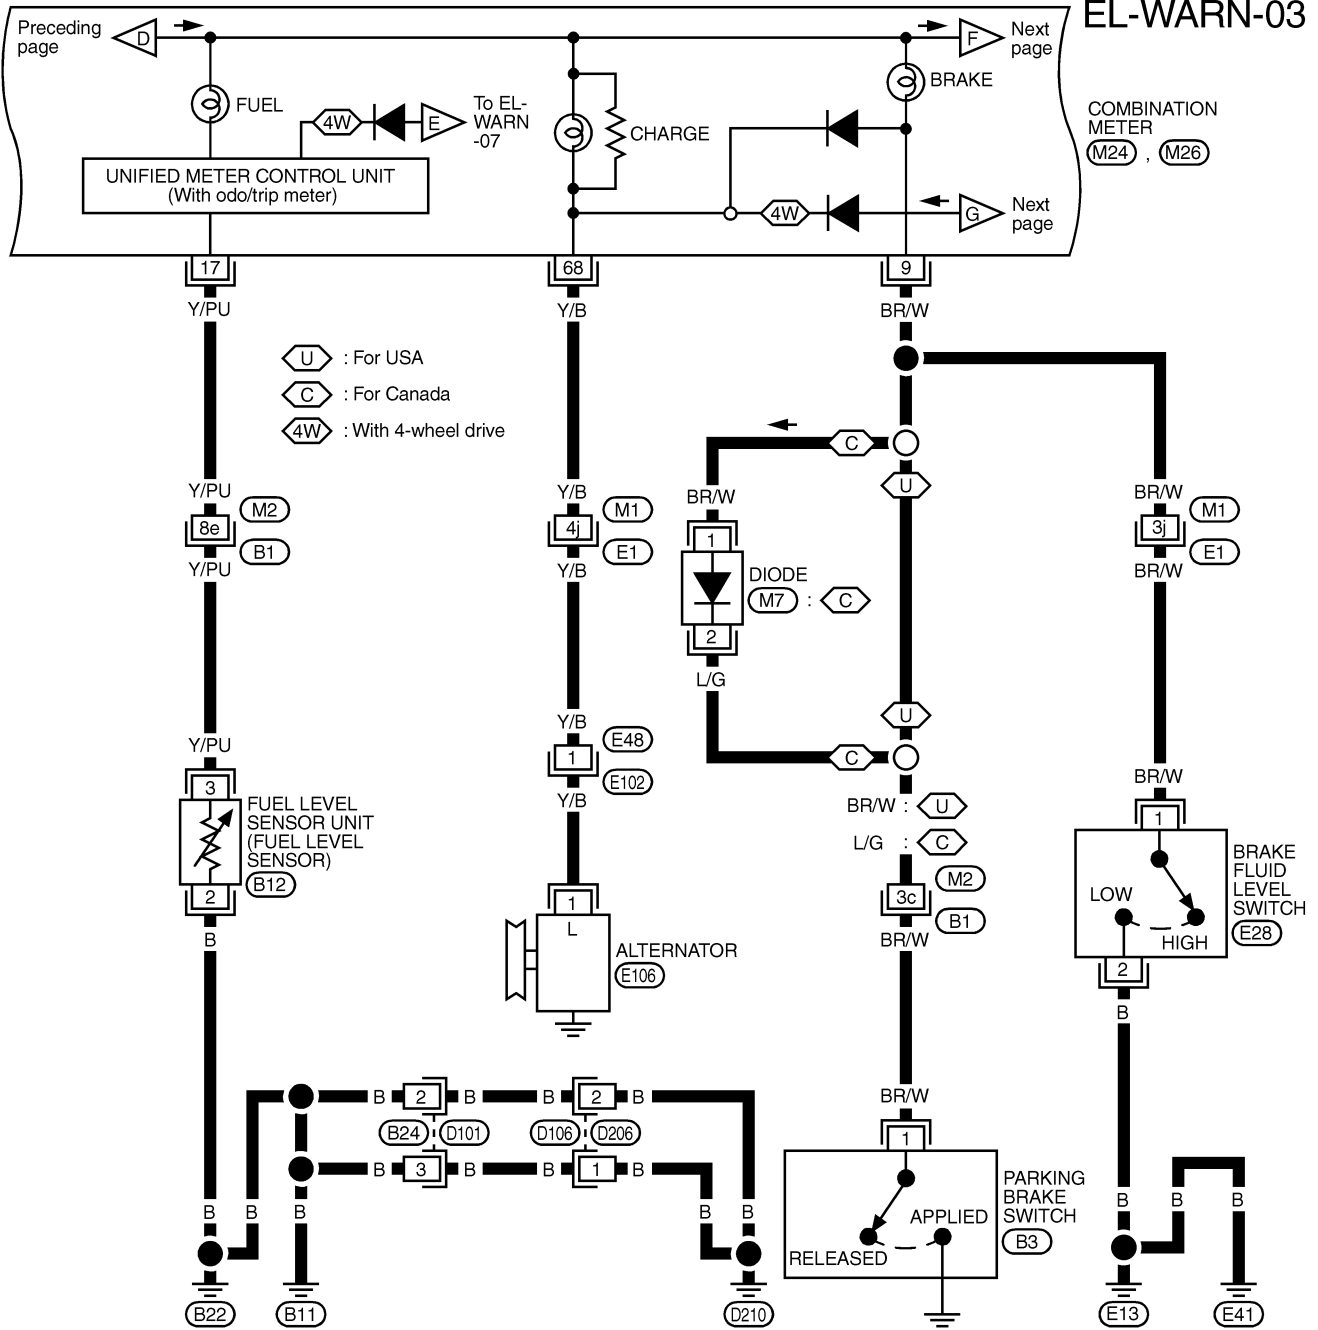 EL-WARN-03
Preceding
page
D
F
Next
page
FUEL
4W
E
To EL-
WARN
-07
CHARGE
BRAKE
COMBINATION
METER
M24 , M26
UNIFIED METER CONTROL UNIT
(With odo/trip meter)
4W
G
Next
page
17
68
9
Y/PU
Y/B
BR/W
U : For USA
C : For Canada
4W : With 4-wheel drive
C
U
Y/PU
Y/B
BR/W
BR/W
8e
M2
B1
4j
M1
E1
1
3j
M1
E1
Y/PU
Y/B
BR/W
DIODE
M7 : C
2
L/G
Y/PU
Y/B
U
C
BR/W
3
1
E48
E102
Y/B
BR/W : U
L/G : C
1
FUEL LEVEL
SENSOR UNIT
(FUEL LEVEL
SENSOR)
B12
2
B
1
L
ALTERNATOR
E106
3c
M2
B1
BR/W
LOW
HIGH
BRAKE
FLUID
LEVEL
SWITCH
E28
2
B
B
2
B
B
2
B
BR/W
B24
D101
D106
D206
1
B
3
B
B
1
B
RELEASED
APPLIED
PARKING
BRAKE
SWITCH
B3
B
B
B
B
B
B
B
B
B22
B11
D210
E13
E41